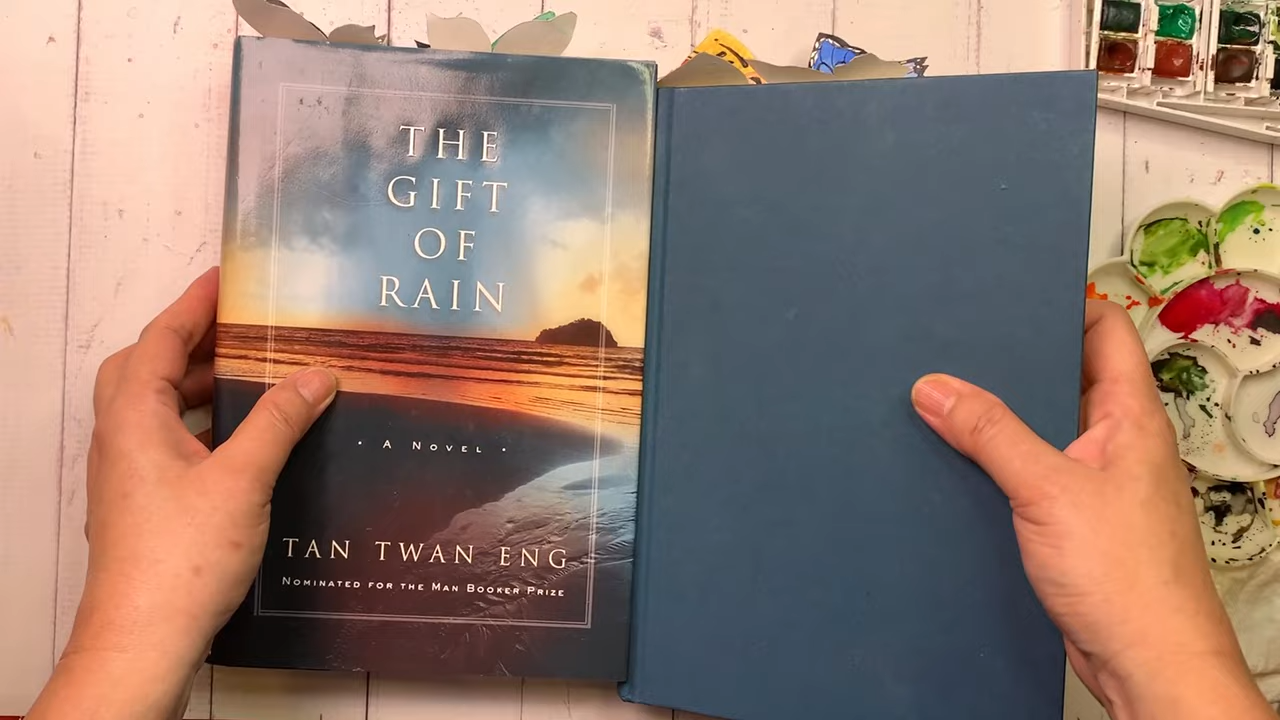 THE
GIFT
OF
RAIN
• A NOVEL •
TAN TWAN ENG
NOMINATED FOR THE MAN BOOKER PRIZE